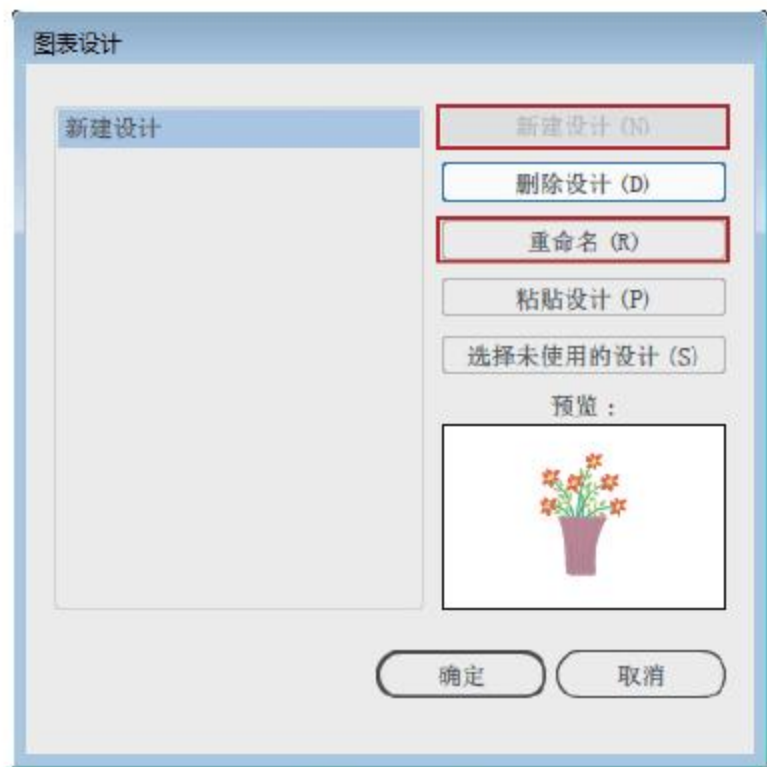 图表设计
新建设计
新建设计 (N)
删除设计 (D)
重命名 (R)
粘贴设计 (P)
选择未使用的设计 (S)
预览：
确定
取消